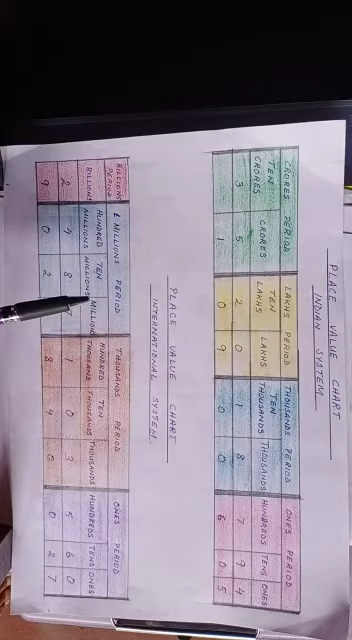 PLACE VALUE CHART
INDIAN SYSTEM
CRORES PERIOD LAKHS PERIOD THOUSANDS PERIOD ONES PERIOD
TEN CRORES CRORES TEN LAKHS LAKHS TEN THOUSANDS THOUSANDS HUNDREDS TENS ONES
3 5 2 0 1 8 7 9 4
1 0 9 0 0 6 0 5
PLACE VALUE CHART
INTERNATIONAL SYSTEM
BILLIONS PERIOD MILLIONS PERIOD THOUSANDS PERIOD ONES PERIOD
BILLIONS HUNDRED MILLIONS TEN MILLIONS MILLIONS HUNDRED THOUSANDS TEN THOUSANDS THOUSANDS HUNDREDS TENS ONES
2 4 8 1 0 3 5 6 0
9 0 2 8 4 0 0 2 7